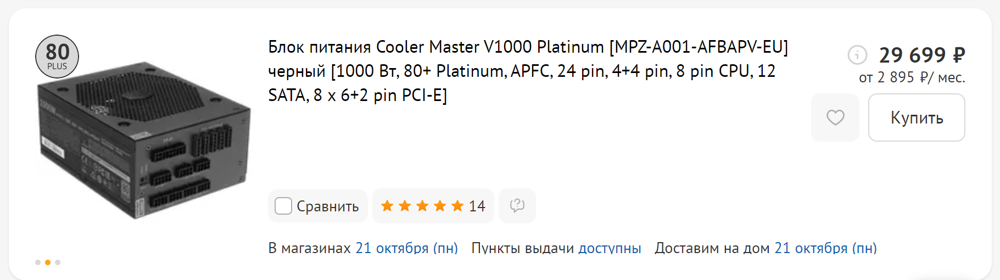 80
PLUS
1000W
Блок питания Cooler Master V1000 Platinum [MPZ-A001-AFBAPV-EU]
черный [1000 Вт, 80+ Platinum, APFC, 24 pin, 4+4 pin, 8 pin CPU, 12
SATA, 8 x 6+2 pin PCI-E]
29 699 ₽
от 2 895 ₽/ мес.
Купить
Сравнить
14
В магазинах 21 октября (пн) Пункты выдачи доступны Доставим на дом 21 октября (пн)